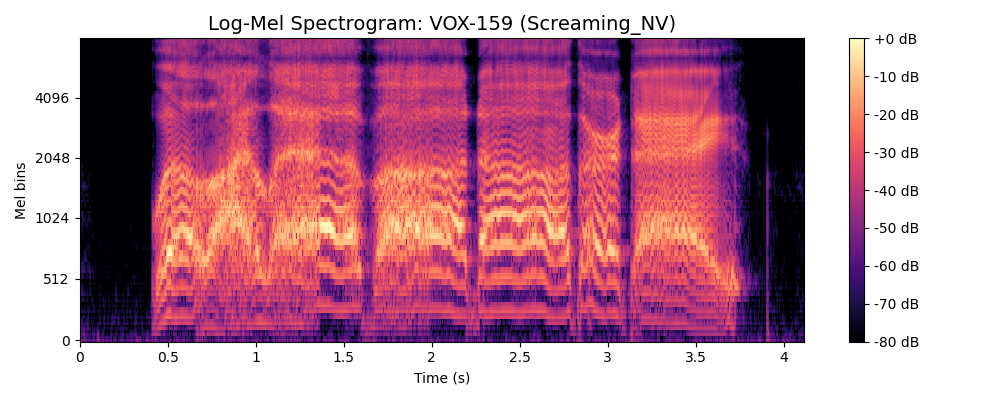 Log-Mel Spectrogram: VOX-159 (Screaming_NV)
Mel bins
4096
2048
1024
512
0
0 0.5 1 1.5 2 2.5 3 3.5 4
Time (s)
+0 dB
-10 dB
-20 dB
-30 dB
-40 dB
-50 dB
-60 dB
-70 dB
-80 dB